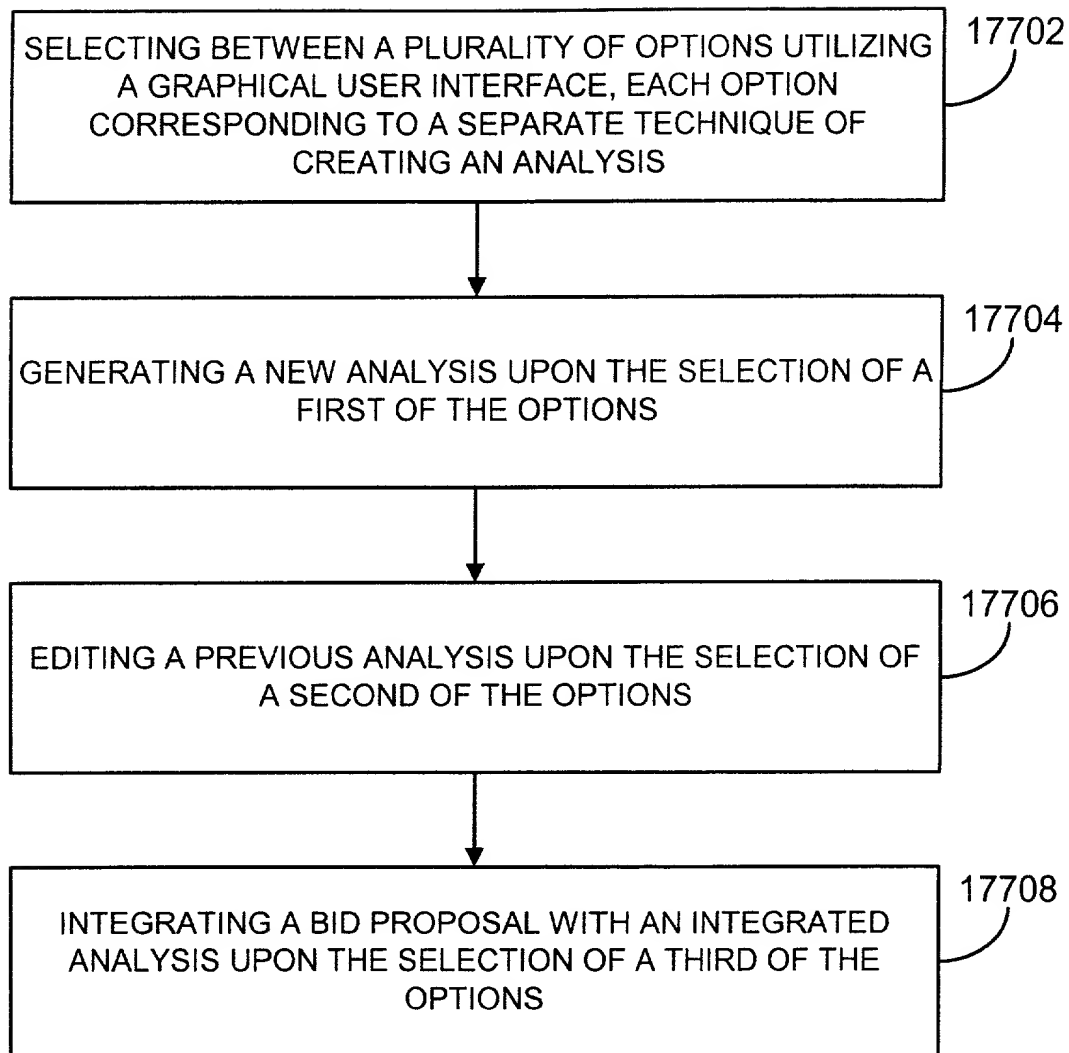 SELECTING BETWEEN A PLURALITY OF OPTIONS UTILIZING
A GRAPHICAL USER INTERFACE, EACH OPTION
CORRESPONDING TO A SEPARATE TECHNIQUE OF
CREATING AN ANALYSIS
17702
GENERATING A NEW ANALYSIS UPON THE SELECTION OF A
FIRST OF THE OPTIONS
17704
EDITING A PREVIOUS ANALYSIS UPON THE SELECTION OF
A SECOND OF THE OPTIONS
17706
INTEGRATING A BID PROPOSAL WITH AN INTEGRATED
ANALYSIS UPON THE SELECTION OF A THIRD OF THE
OPTIONS
17708